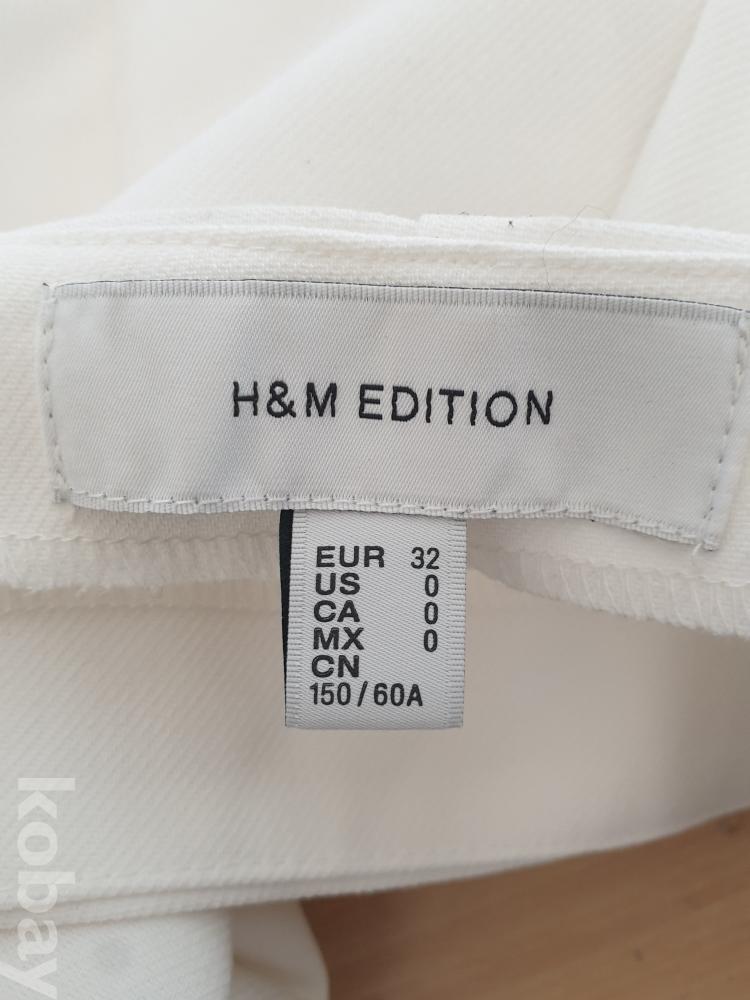 H&M EDITION
EUR 32
US 0
CA 0
MX 0
CN
150/60A
kobay